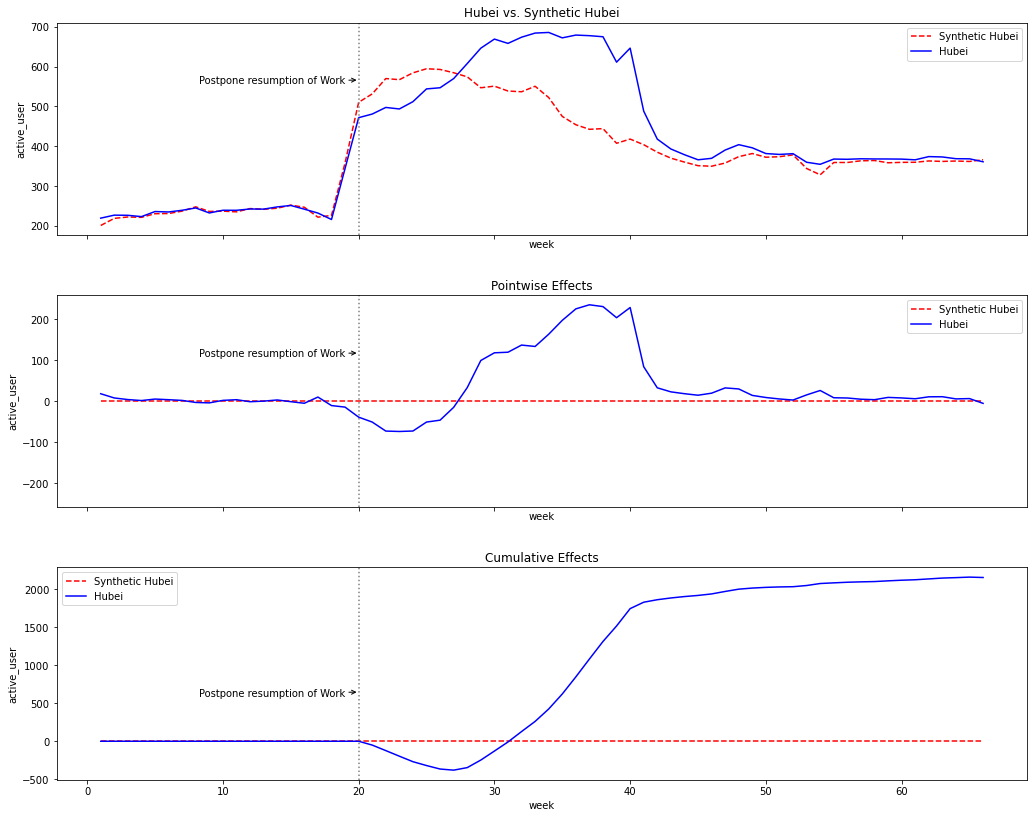 Hubei vs. Synthetic Hubei
700
600
500
400
300
200
active_user
Postpone resumption of Work
Synthetic Hubei
Hubei
week
Pointwise Effects
200
100
0
−100
−200
active_user
Postpone resumption of Work
Synthetic Hubei
Hubei
week
Cumulative Effects
2000
1500
1000
500
0
−500
active_user
Synthetic Hubei
Hubei
Postpone resumption of Work
0 10 20 30 40 50 60
week